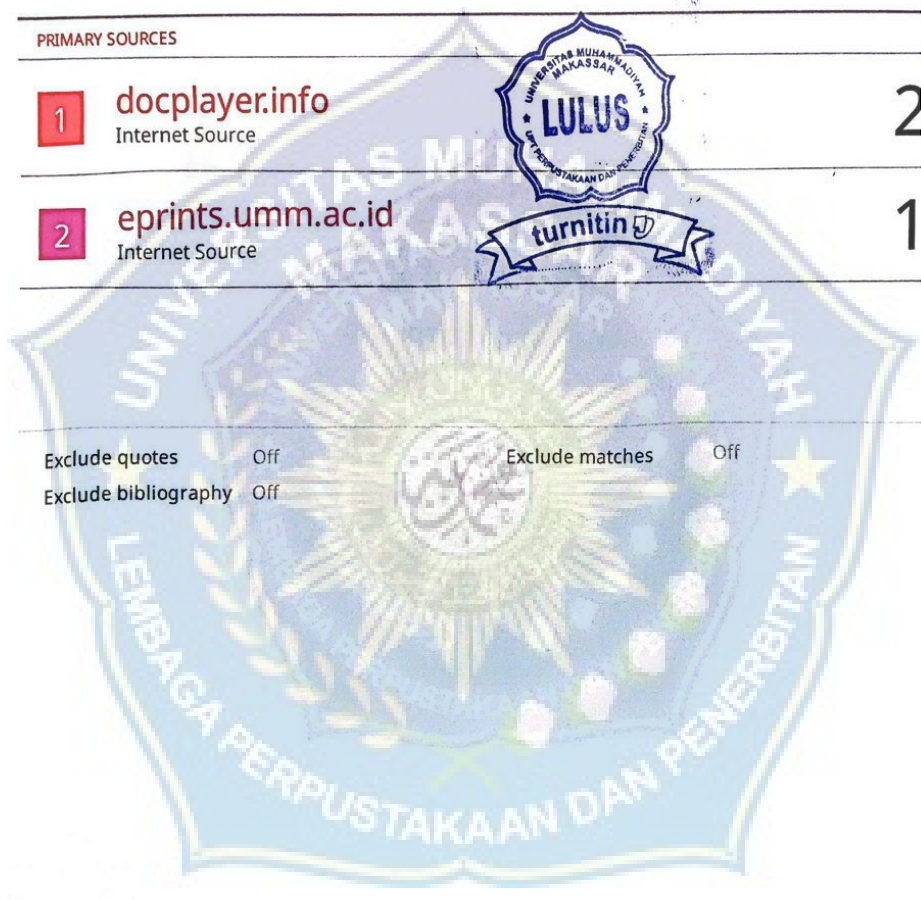 PRIMARY SOURCES
1 docplayer.info 2
Internet Source
2 eprints.umm.ac.id 1
Internet Source
UNIVERSITAS MUHAMMADIYAH
MAKASSAR
LULUS
UPT PERPUSTAKAAN DAN PENERBITAN
turnitin
Exclude quotes Off
Exclude matches Off
Exclude bibliography Off
UNIVERSITAS MUHAMMADIYAH
MAKASSAR
LEMBAGA PERPUSTAKAAN DAN PENERBITAN